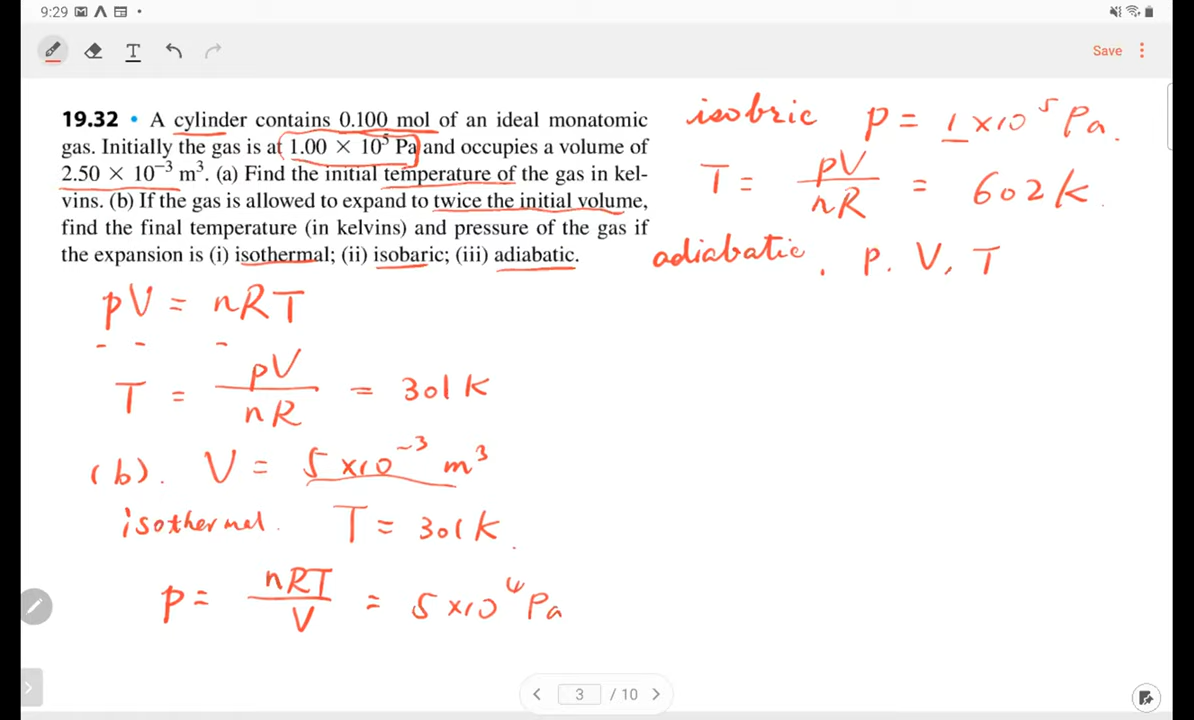 9:29
T
Save
19.32 • A cylinder contains 0.100 mol of an ideal monatomic
gas. Initially the gas is at 1.00 × 10⁵ Pa and occupies a volume of
2.50 × 10⁻³ m³. (a) Find the initial temperature of the gas in kel-
vins. (b) If the gas is allowed to expand to twice the initial volume,
find the final temperature (in kelvins) and pressure of the gas if
the expansion is (i) isothermal; (ii) isobaric; (iii) adiabatic.
pV = nRT
T = pV / nR = 301 K
(b). V = 5 ×10⁻³ m³
isothermal. T = 301 K.
p = nRT / V = 5 ×10⁴ Pa
isobric p = 1 ×10⁵ Pa.
T = pV / nR = 602 K.
adiabatic. p. V, T
3 / 10